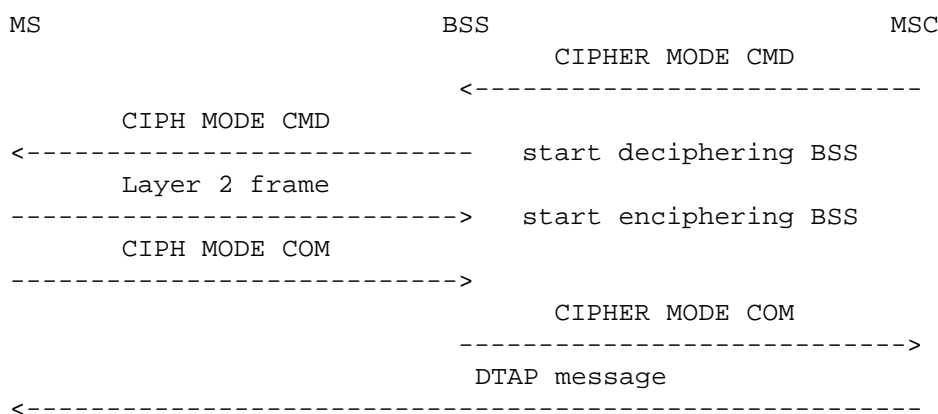 MS BSS MSC
CIPHER MODE CMD
<----------------------------
CIPH MODE CMD
<---------------------------- start deciphering BSS
Layer 2 frame
----------------------------> start enciphering BSS
CIPH MODE COM
---------------------------->
CIPHER MODE COM
---------------------------->
DTAP message
<--------------------------------------------------------